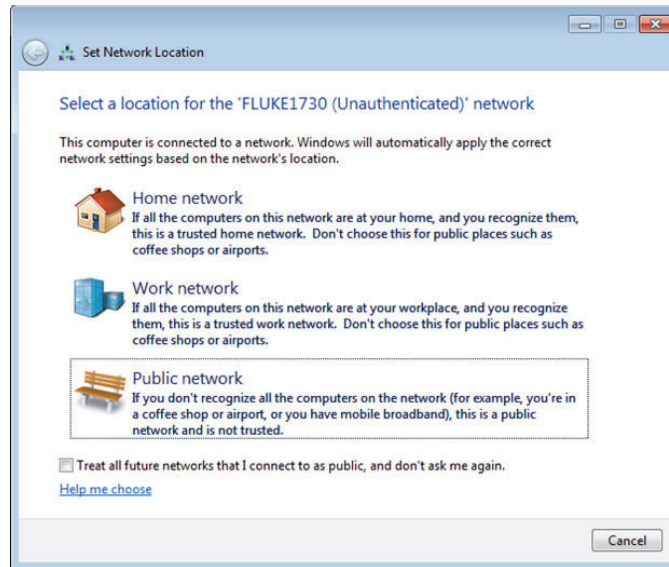 Set Network Location
Select a location for the 'FLUKE1730 (Unauthenticated)' network
This computer is connected to a network. Windows will automatically apply the correct
network settings based on the network's location.
Home network
If all the computers on this network are at your home, and you recognize them,
this is a trusted home network. Don't choose this for public places such as
coffee shops or airports.
Work network
If all the computers on this network are at your workplace, and you recognize
them, this is a trusted work network. Don't choose this for public places such as
coffee shops or airports.
Public network
If you don't recognize all the computers on the network (for example, you're in
a coffee shop or airport, or you have mobile broadband), this is a public
network and is not trusted.
Treat all future networks that I connect to as public, and don't ask me again.
Help me choose
Cancel